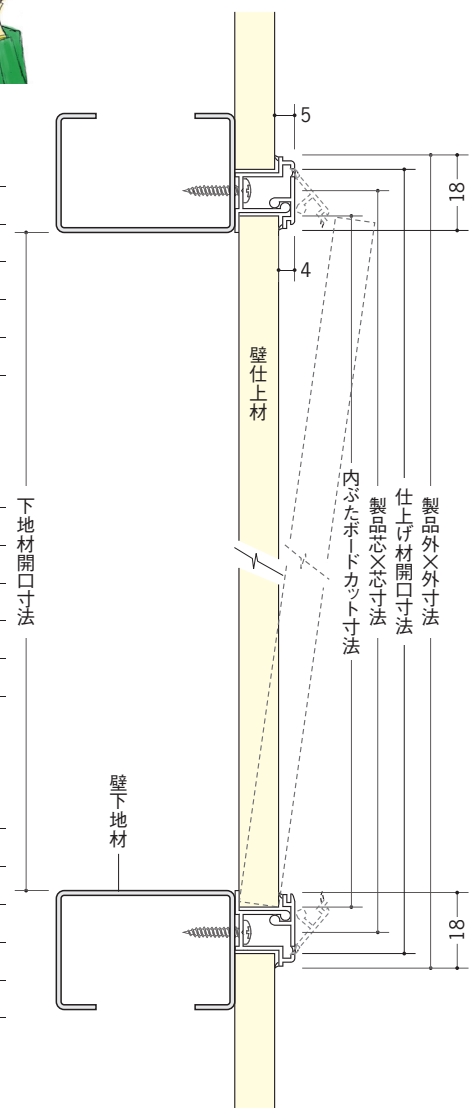 5
18
4
壁仕上材
下地材開口寸法
内ぶたボードカット寸法
製品芯×芯寸法
仕上げ材開口寸法
製品外×外寸法
壁下地材
18